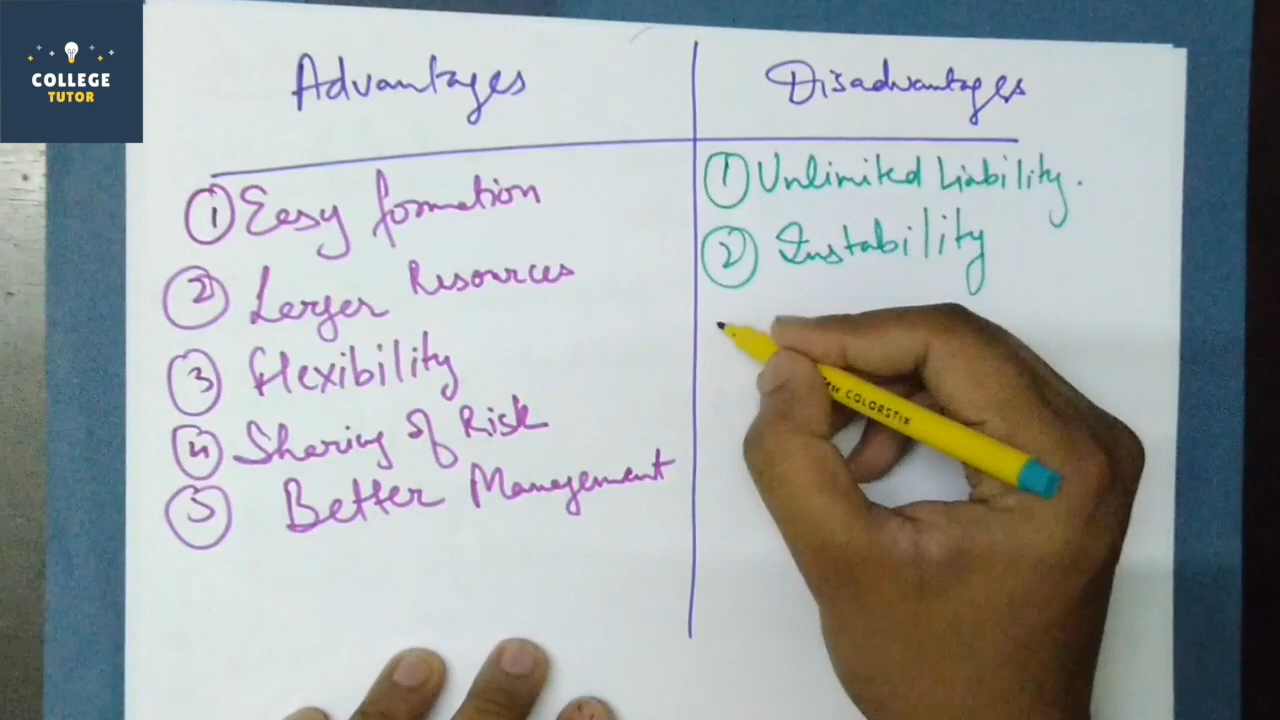 COLLEGE
TUTOR
Advantages
① Easy formation
② Larger Resources
③ Flexibility
④ Sharing of Risk
⑤ Better Management
Disadvantages
① Unlimited Liability.
② Instability
COLORSTIX